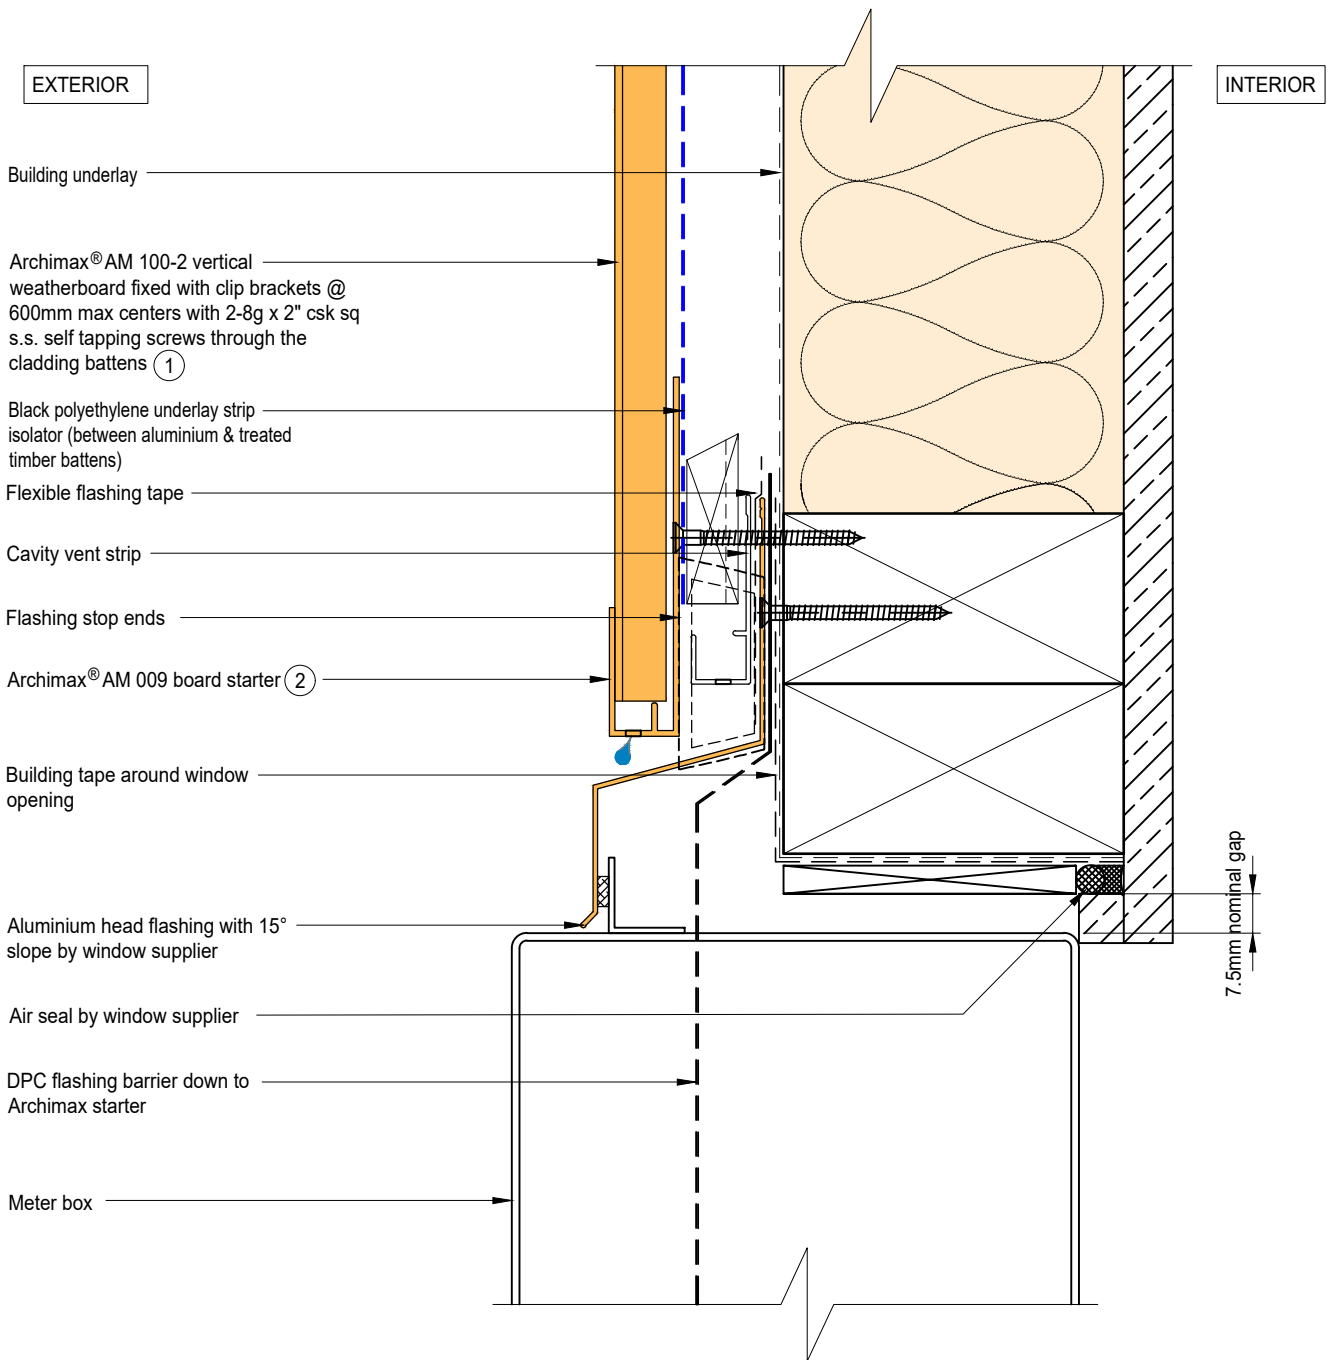 EXTERIOR
INTERIOR
Building underlay
Archimax® AM 100-2 vertical
weatherboard fixed with clip brackets @
600mm max centers with 2-8g x 2" csk sq
s.s. self tapping screws through the
cladding battens 1
Black polyethylene underlay strip
isolator (between aluminium & treated
timber battens)
Flexible flashing tape
Cavity vent strip
Flashing stop ends
Archimax® AM 009 board starter 2
Building tape around window
opening
7.5mm nominal gap
Aluminium head flashing with 15°
slope by window supplier
Air seal by window supplier
DPC flashing barrier down to
Archimax starter
Meter box